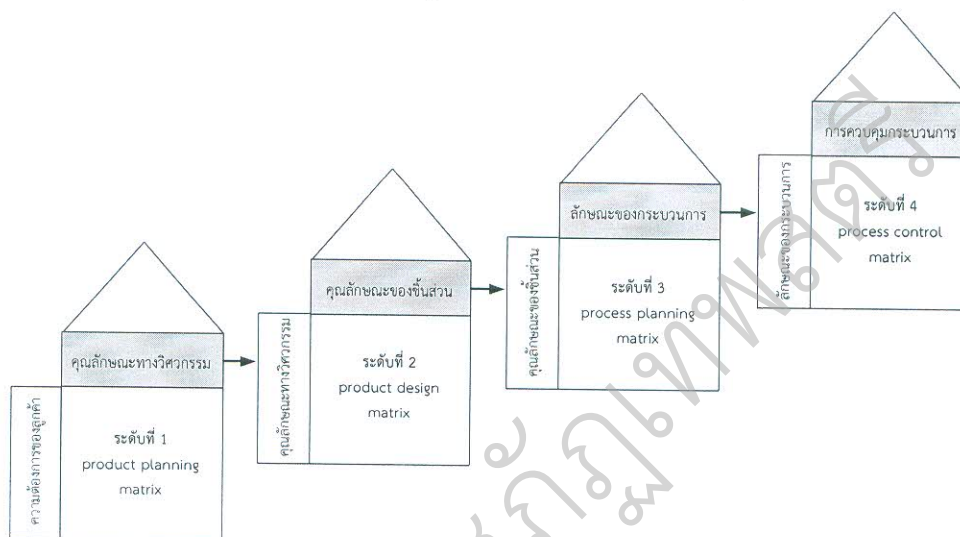 คุณลักษณะทางวิศวกรรม
ความต้องการของลูกค้า
ระดับที่ 1
product planning
matrix
คุณลักษณะของชิ้นส่วน
คุณลักษณะทางวิศวกรรม
ระดับที่ 2
product design
matrix
ลักษณะของกระบวนการ
คุณลักษณะของชิ้นส่วน
ระดับที่ 3
process planning
matrix
การควบคุมกระบวนการ
ลักษณะของกระบวนการ
ระดับที่ 4
process control
matrix